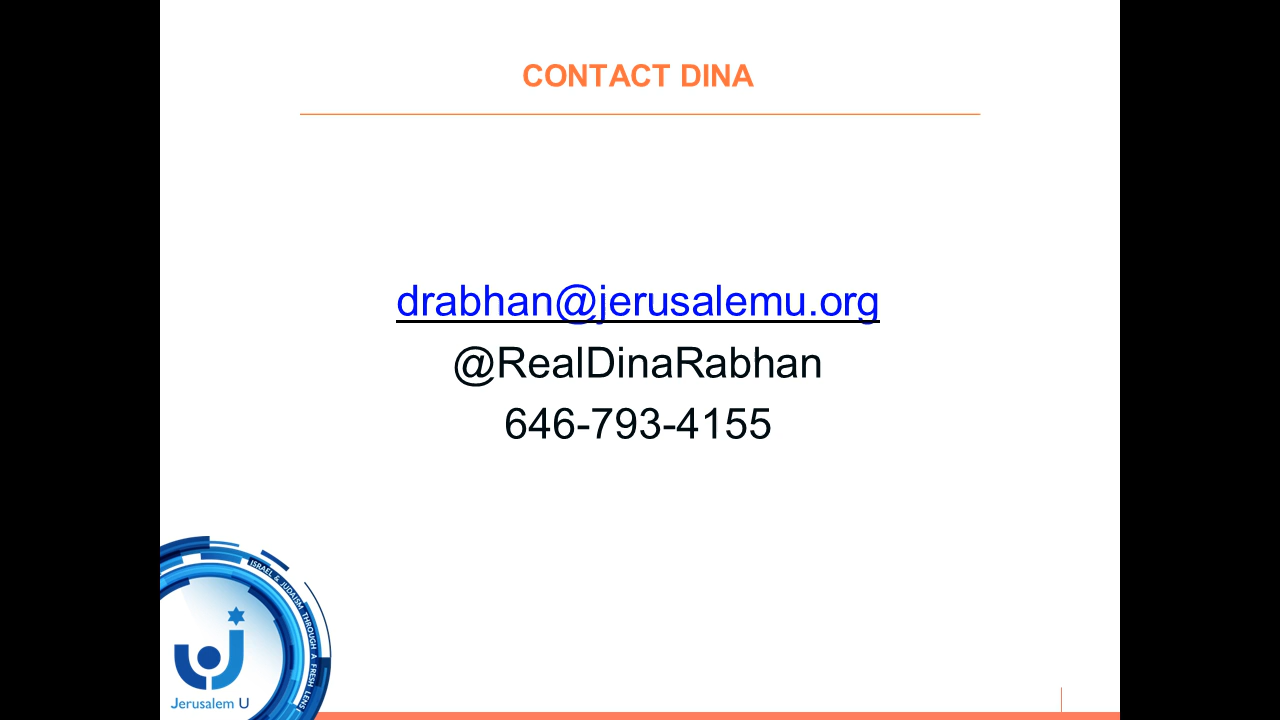 CONTACT DINA
drabhan@jerusalemu.org
@RealDinaRabhan
646-793-4155
ISRAEL & JUDAISM THROUGH A FRESH LENS
Jerusalem U